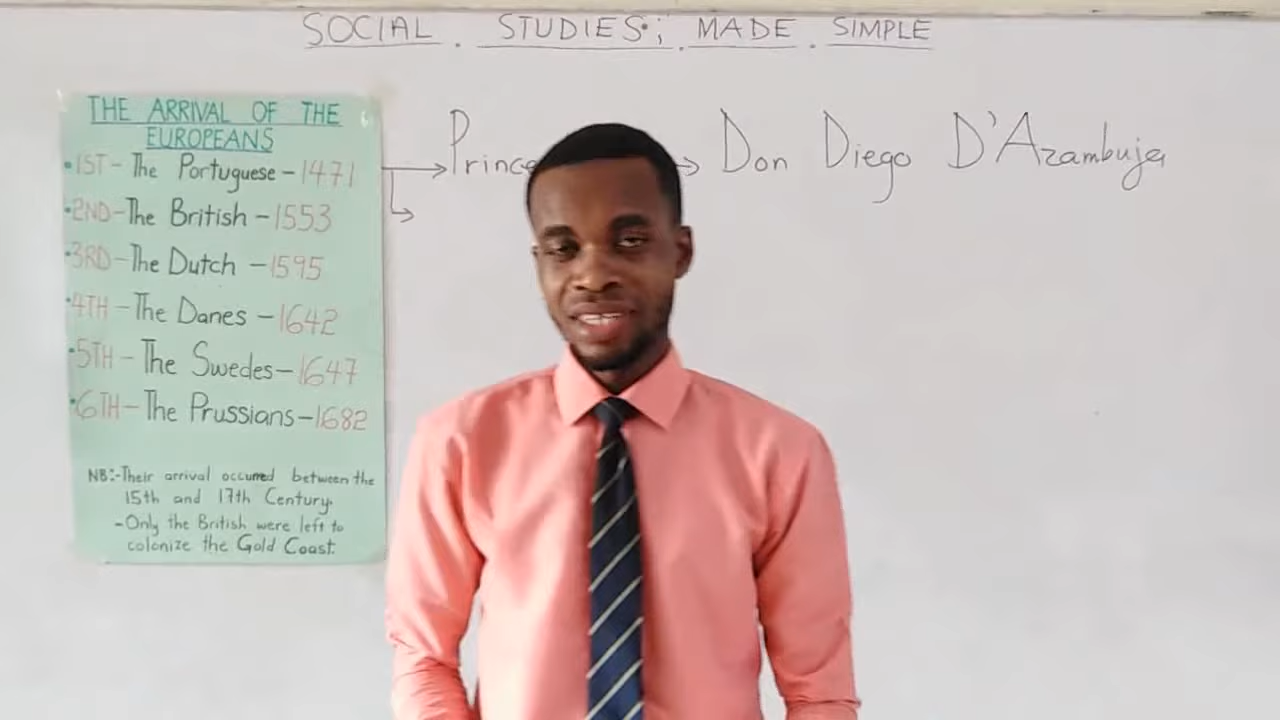 SOCIAL . STUDIES; . MADE . SIMPLE
THE ARRIVAL OF THE
EUROPEANS
•1ST- The Portuguese - 1471
•2ND-The British - 1553
•3RD-The Dutch - 1595
•4TH - The Danes - 1642
•5TH - The Swedes- 1647
•6TH-The Prussians-1682
NB:-Their arrival occurred between the
15th and 17th Century.
-Only the British were left to
colonize the Gold Coast.
Prince
Don Diego D'Azambuja